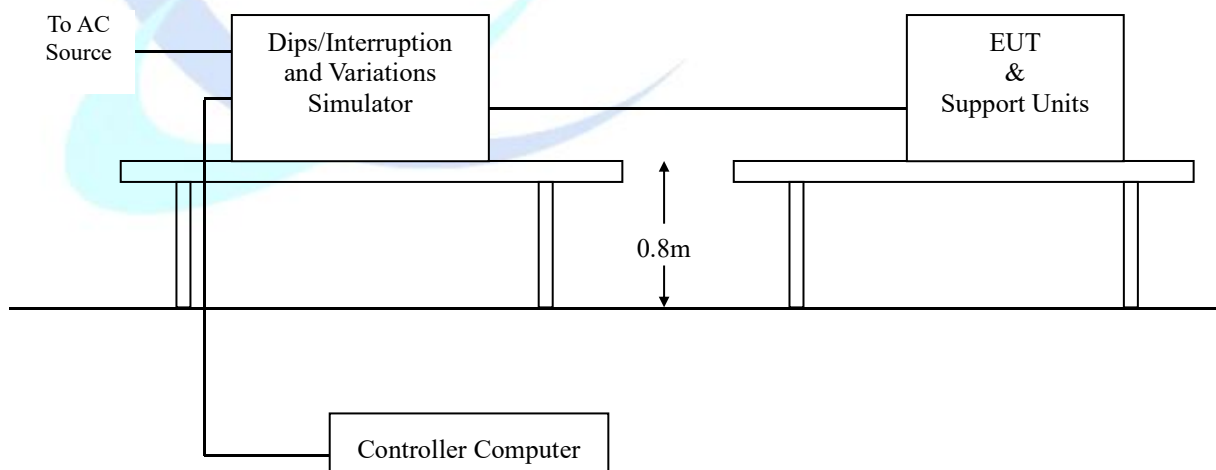 To AC
Source
Dips/Interruption
and Variations
Simulator
EUT
&
Support Units
0.8m
Controller Computer